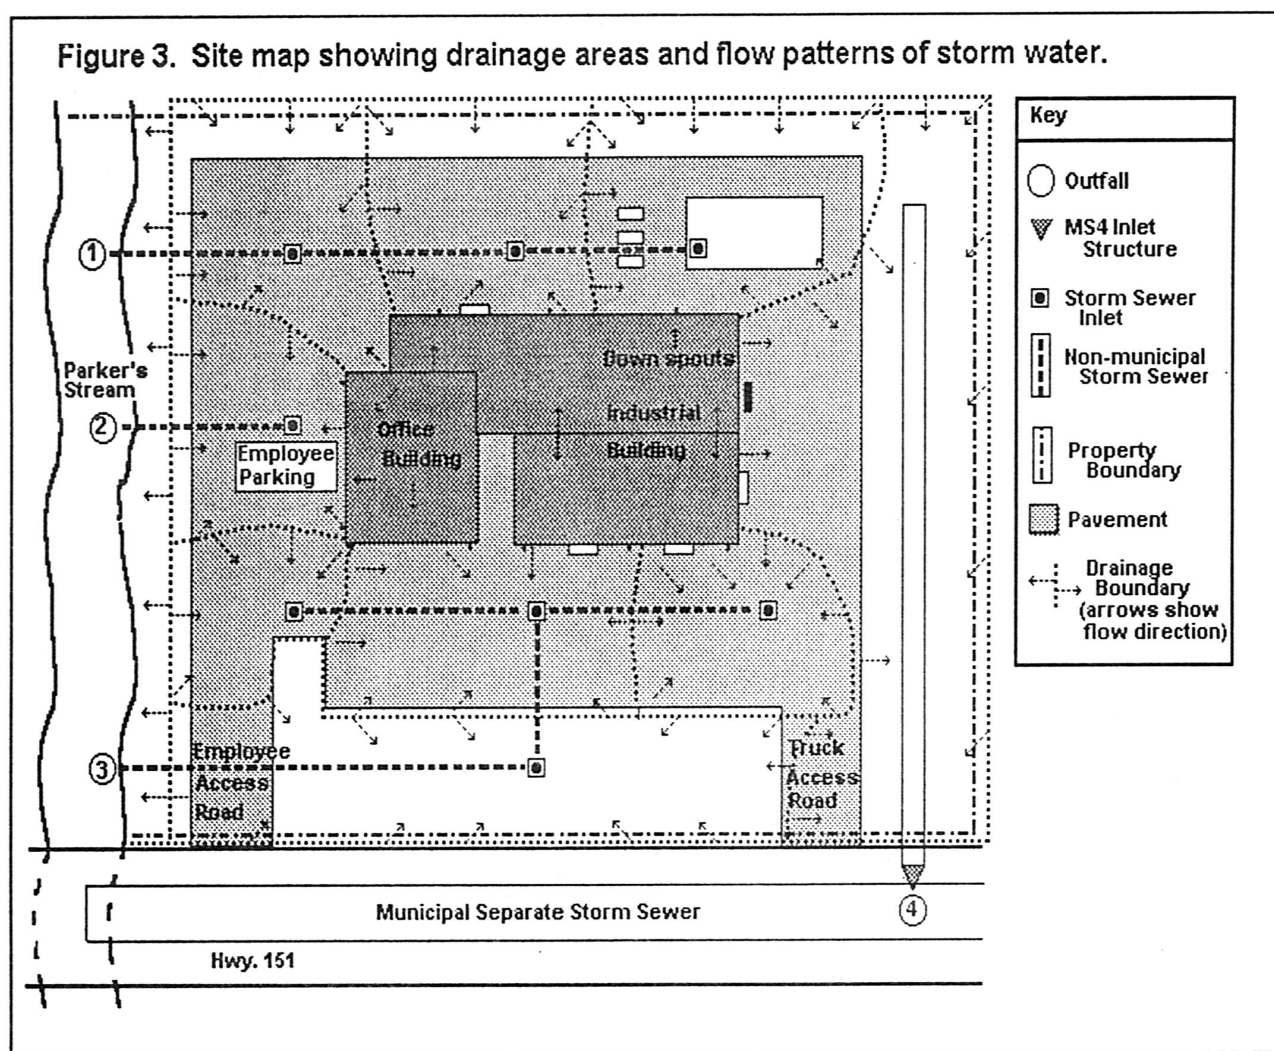 Figure 3. Site map showing drainage areas and flow patterns of storm water.
Key
Outfall
MS4 Inlet
Structure
Storm Sewer
Inlet
Non-municipal
Storm Sewer
Property
Boundary
Pavement
Drainage
Boundary
(arrows show
flow direction)
1
Parker's
Stream
2
Employee
Parking
Office
Building
Down spouts
industrial
Building
3
Employee
Access
Road
Truck
Access
Road
4
Municipal Separate Storm Sewer
Hwy. 151